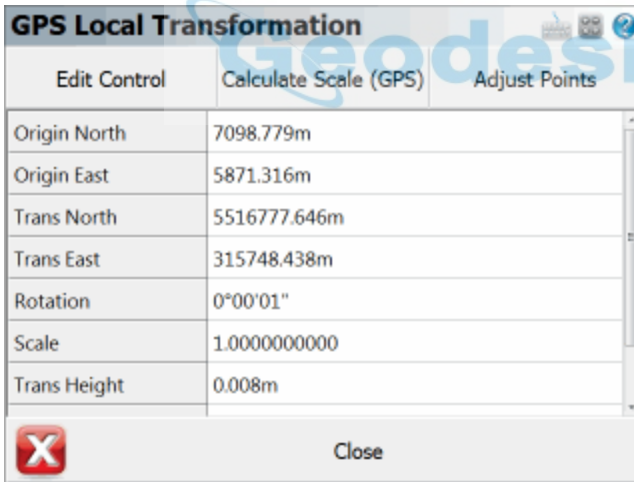 GPS Local Transformation
Edit Control Calculate Scale (GPS) Adjust Points
Origin North 7098.779m
Origin East 5871.316m
Trans North 5516777.646m
Trans East 315748.438m
Rotation 0°00'01"
Scale 1.0000000000
Trans Height 0.008m
Close